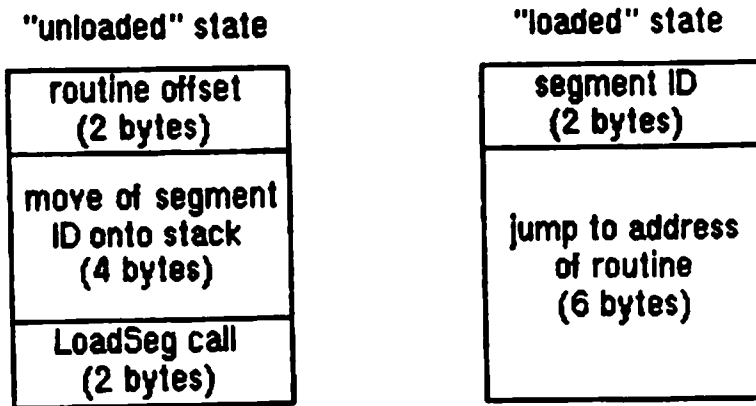 "unloaded" state
routine offset
(2 bytes)
move of segment
ID onto stack
(4 bytes)
LoadSeg call
(2 bytes)
"loaded" state
segment ID
(2 bytes)
jump to address
of routine
(6 bytes)